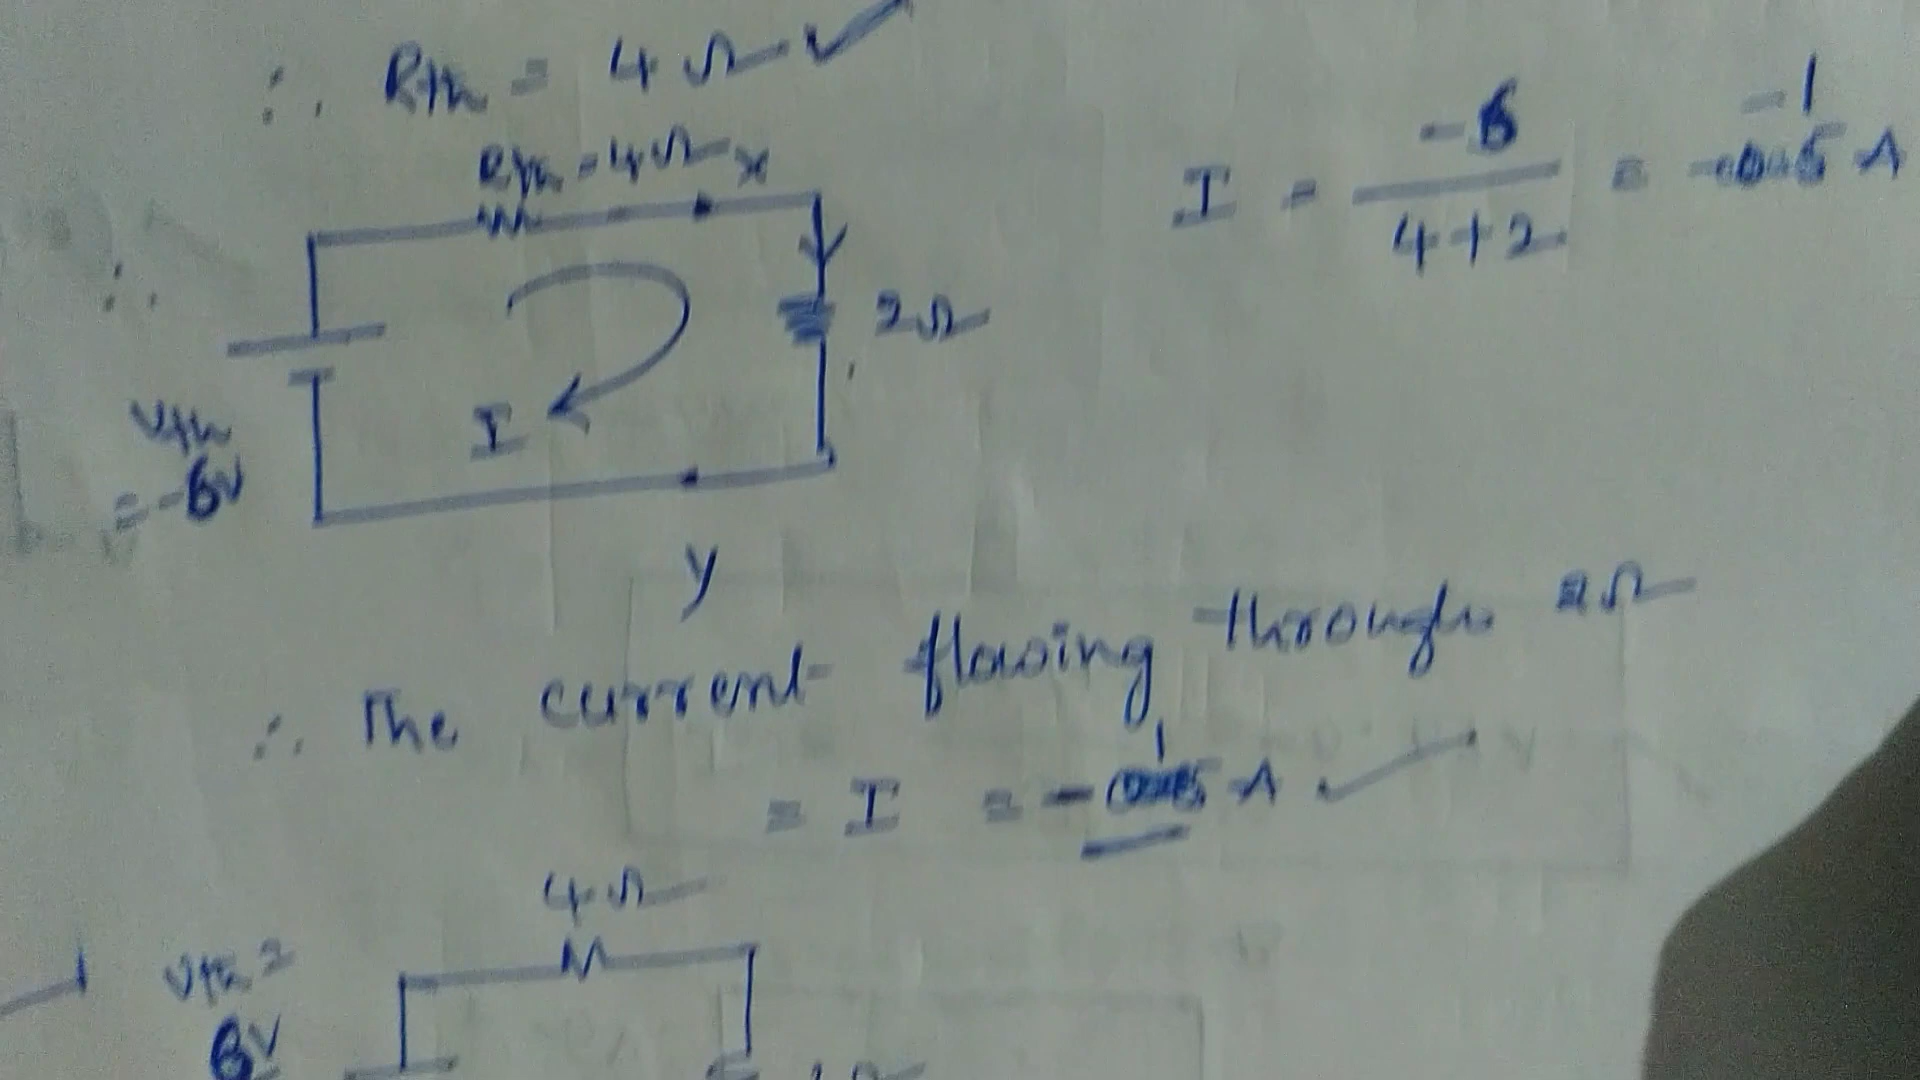 ∴ Rth = 4Ω
Rth = 4Ω x
I = -6 / 4+2 = -1 A
∴
2Ω
I
Vth
= -6V
y
∴ The current flowing through 2Ω
= I = -1 A
4Ω
Vth =
6V